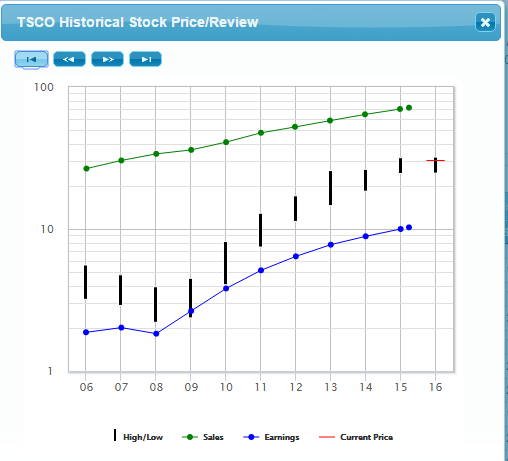 TSCO Historical Stock Price/Review
100
10
1
06 07 08 09 10 11 12 13 14 15 16
High/Low Sales Earnings Current Price